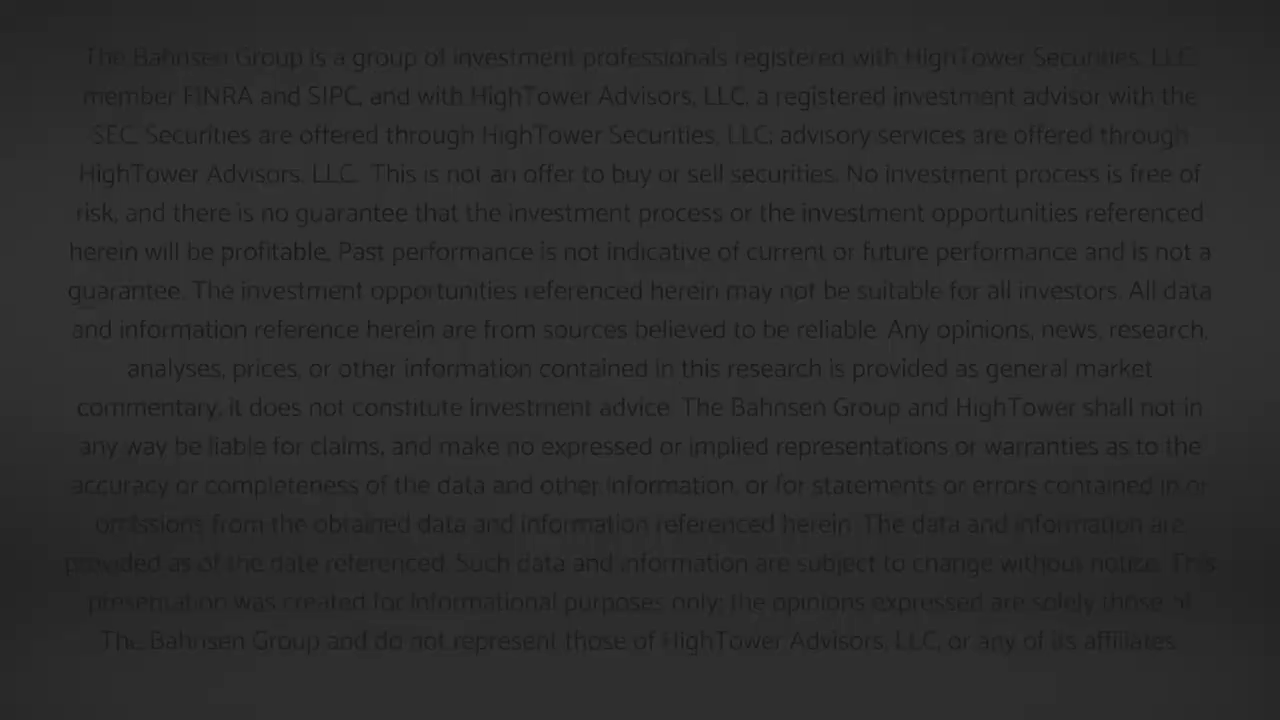 The Bahnsen Group is a group of investment professionals registered with HighTower Securities, LLC,
member FINRA and SIPC, and with HighTower Advisors, LLC, a registered investment advisor with the
SEC. Securities are offered through HighTower Securities, LLC; advisory services are offered through
HighTower Advisors, LLC. This is not an offer to buy or sell securities. No investment process is free of
risk, and there is no guarantee that the investment process or the investment opportunities referenced
herein will be profitable. Past performance is not indicative of current or future performance and is not a
guarantee. The investment opportunities referenced herein may not be suitable for all investors. All data
and information reference herein are from sources believed to be reliable. Any opinions, news, research,
analyses, prices, or other information contained in this research is provided as general market
commentary, it does not constitute investment advice. The Bahnsen Group and HighTower shall not in
any way be liable for claims, and make no expressed or implied representations or warranties as to the
accuracy or completeness of the data and other information, or for statements or errors contained in or
omissions from the obtained data and information referenced herein. The data and information are
provided as of the date referenced. Such data and information are subject to change without notice. This
presentation was created for informational purposes only; the opinions expressed are solely those of
The Bahnsen Group and do not represent those of HighTower Advisors, LLC, or any of its affiliates.